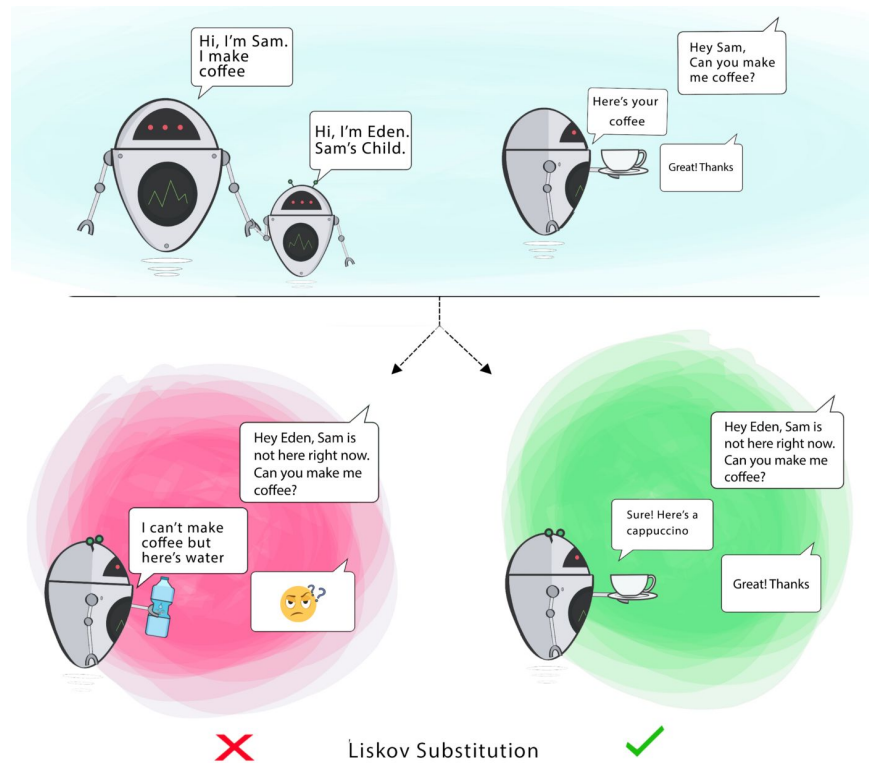 Hi, I'm Sam.
I make
coffee
Hi, I'm Eden.
Sam's Child.
Hey Sam,
Can you make
me coffee?
Here's your
coffee
Great! Thanks
Hey Eden, Sam is
not here right now.
Can you make me
coffee?
I can't make
coffee but
here's water
??
Hey Eden, Sam is
not here right now.
Can you make me
coffee?
Sure! Here's a
cappuccino
Great! Thanks
Liskov Substitution